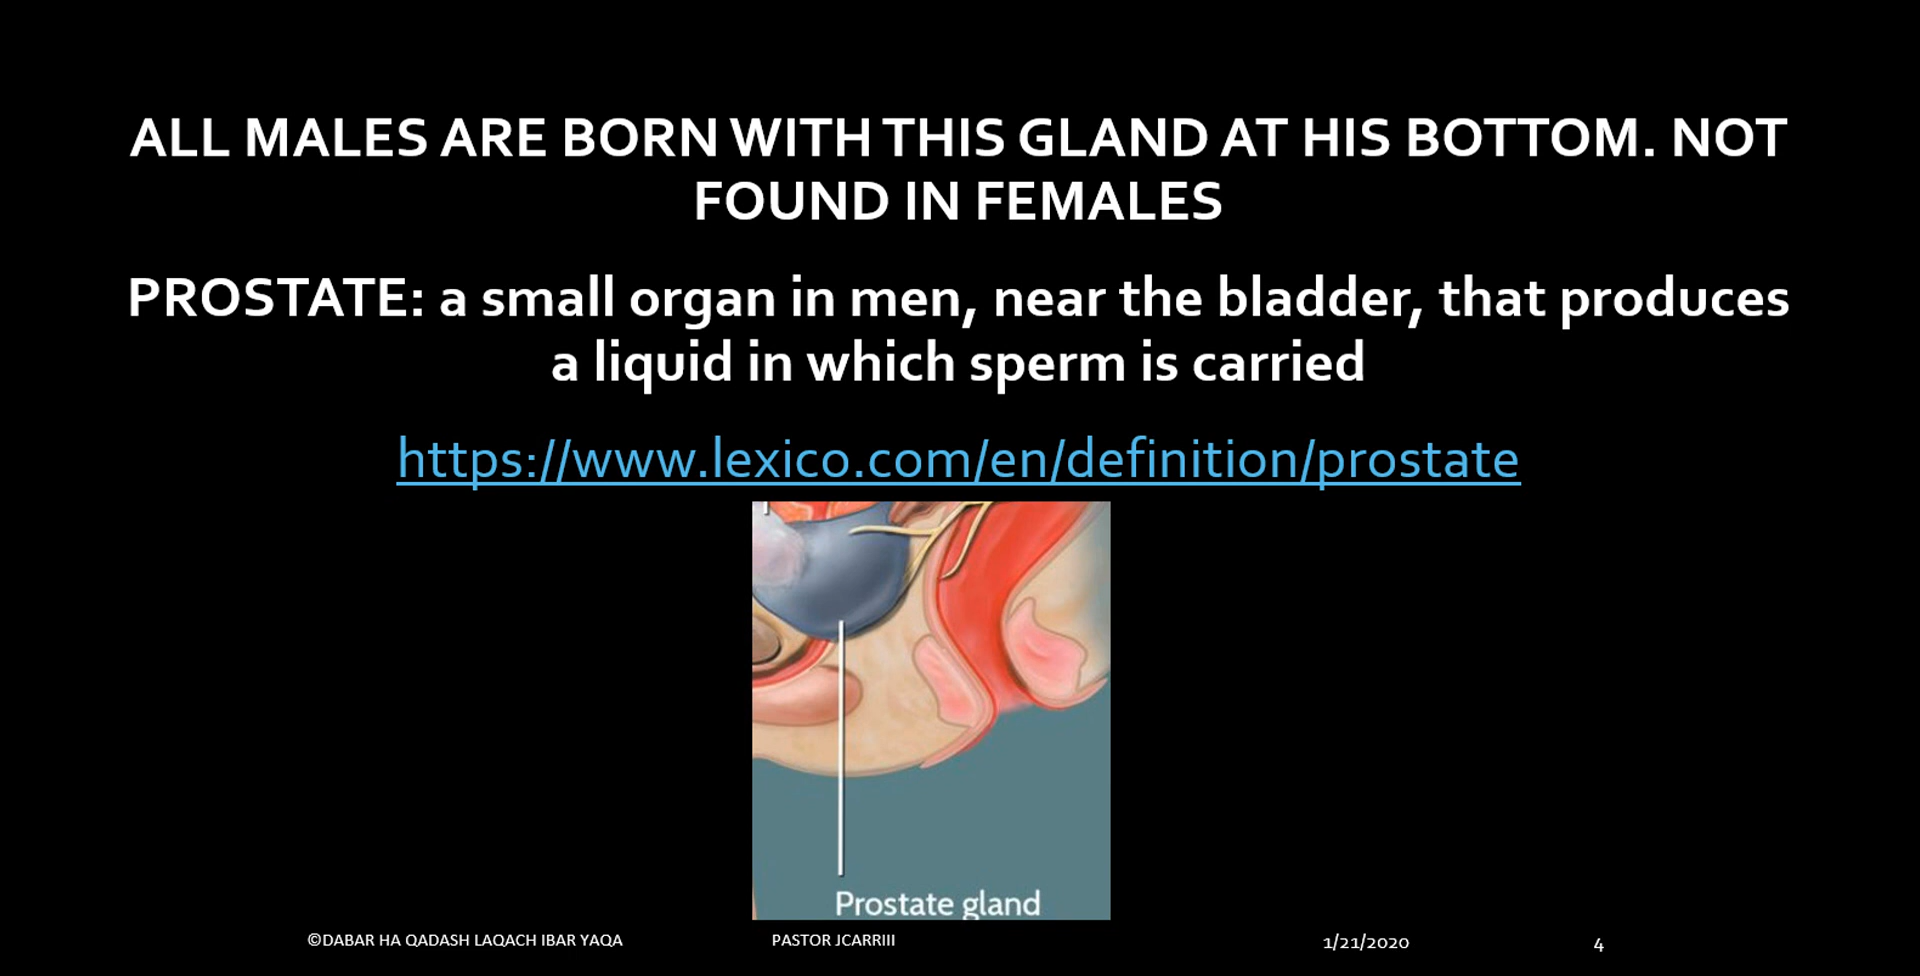 ALL MALES ARE BORN WITH THIS GLAND AT HIS BOTTOM. NOT
FOUND IN FEMALES
PROSTATE: a small organ in men, near the bladder, that produces
a liquid in which sperm is carried
https://www.lexico.com/en/definition/prostate
Prostate gland
©DABAR HA QADASH LAQACH IBAR YAQA PASTOR JCARRIII 1/21/2020 4